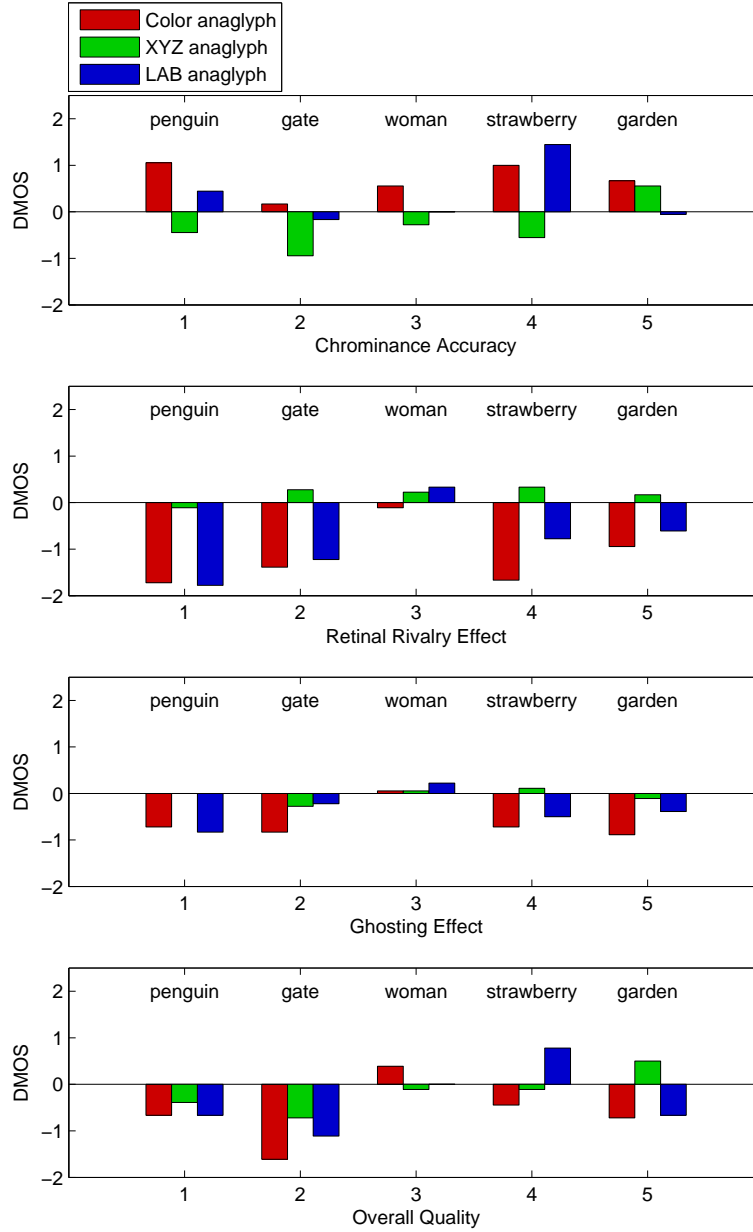 Color anaglyph
XYZ anaglyph
LAB anaglyph
penguin gate woman strawberry garden
2
1
0
−1
−2
DMOS
1 2 3 4 5
Chrominance Accuracy
penguin gate woman strawberry garden
2
1
0
−1
−2
DMOS
1 2 3 4 5
Retinal Rivalry Effect
penguin gate woman strawberry garden
2
1
0
−1
−2
DMOS
1 2 3 4 5
Ghosting Effect
penguin gate woman strawberry garden
2
1
0
−1
−2
DMOS
1 2 3 4 5
Overall Quality